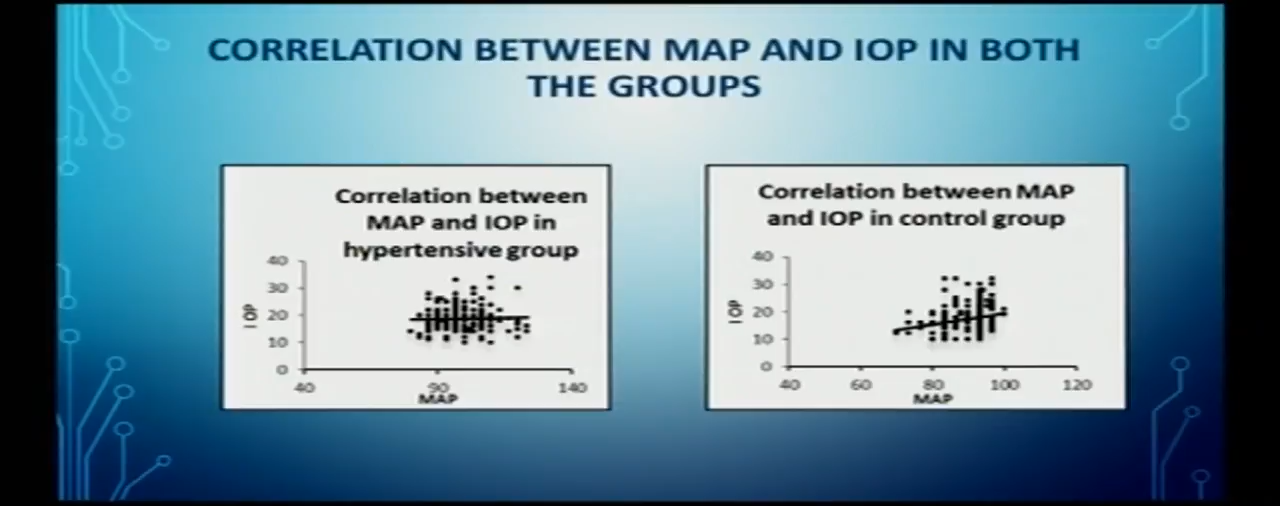 CORRELATION BETWEEN MAP AND IOP IN BOTH
THE GROUPS
Correlation between
MAP and IOP in
hypertensive group
40
30
20
10
0
IOP
40
90
140
MAP
Correlation between MAP
and IOP in control group
40
30
20
10
0
IOP
40
60
80
100
120
MAP